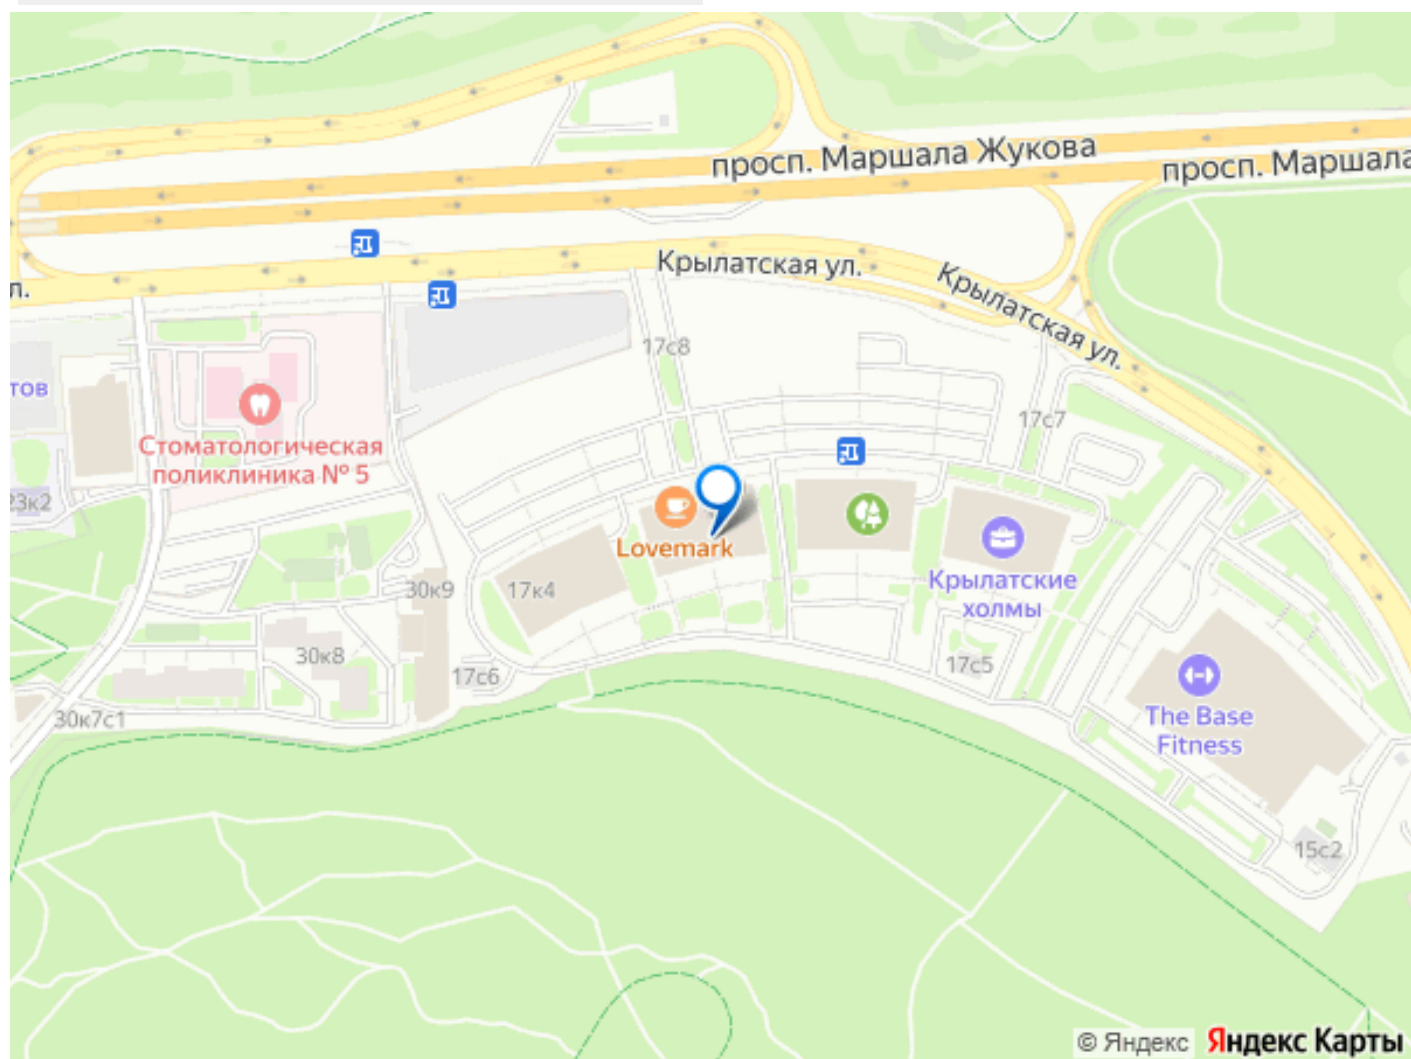 просп. Маршала Жукова
просп. Маршала
Крылатская ул.
Крылатская ул.
л.
17с8
тов
17с7
Стоматологическая
поликлиника № 5
23к2
Lovemark
17к4
30к9
Крылатские
холмы
30к8
17с6
17с5
30к7с1
The Base
Fitness
15с2
© Яндекс Яндекс Карты